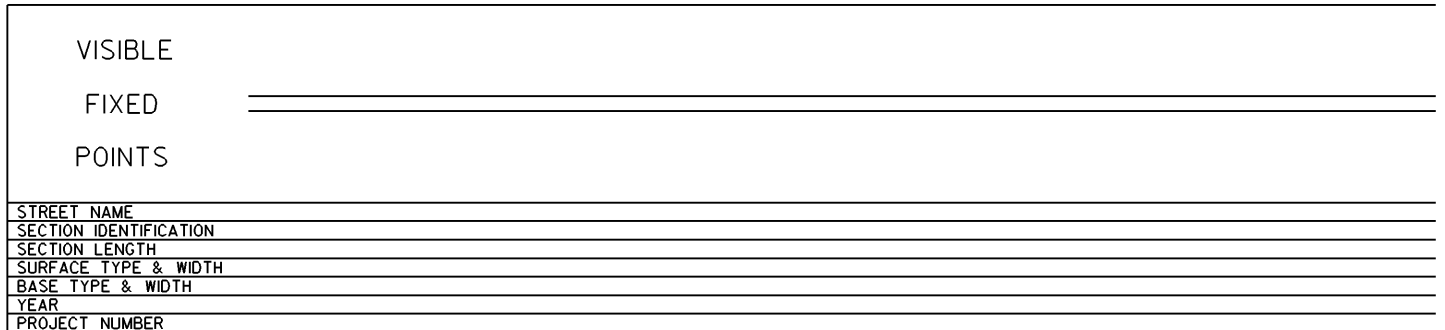 VISIBLE
FIXED
POINTS
STREET NAME
SECTION IDENTIFICATION
SECTION LENGTH
SURFACE TYPE & WIDTH
BASE TYPE & WIDTH
YEAR
PROJECT NUMBER